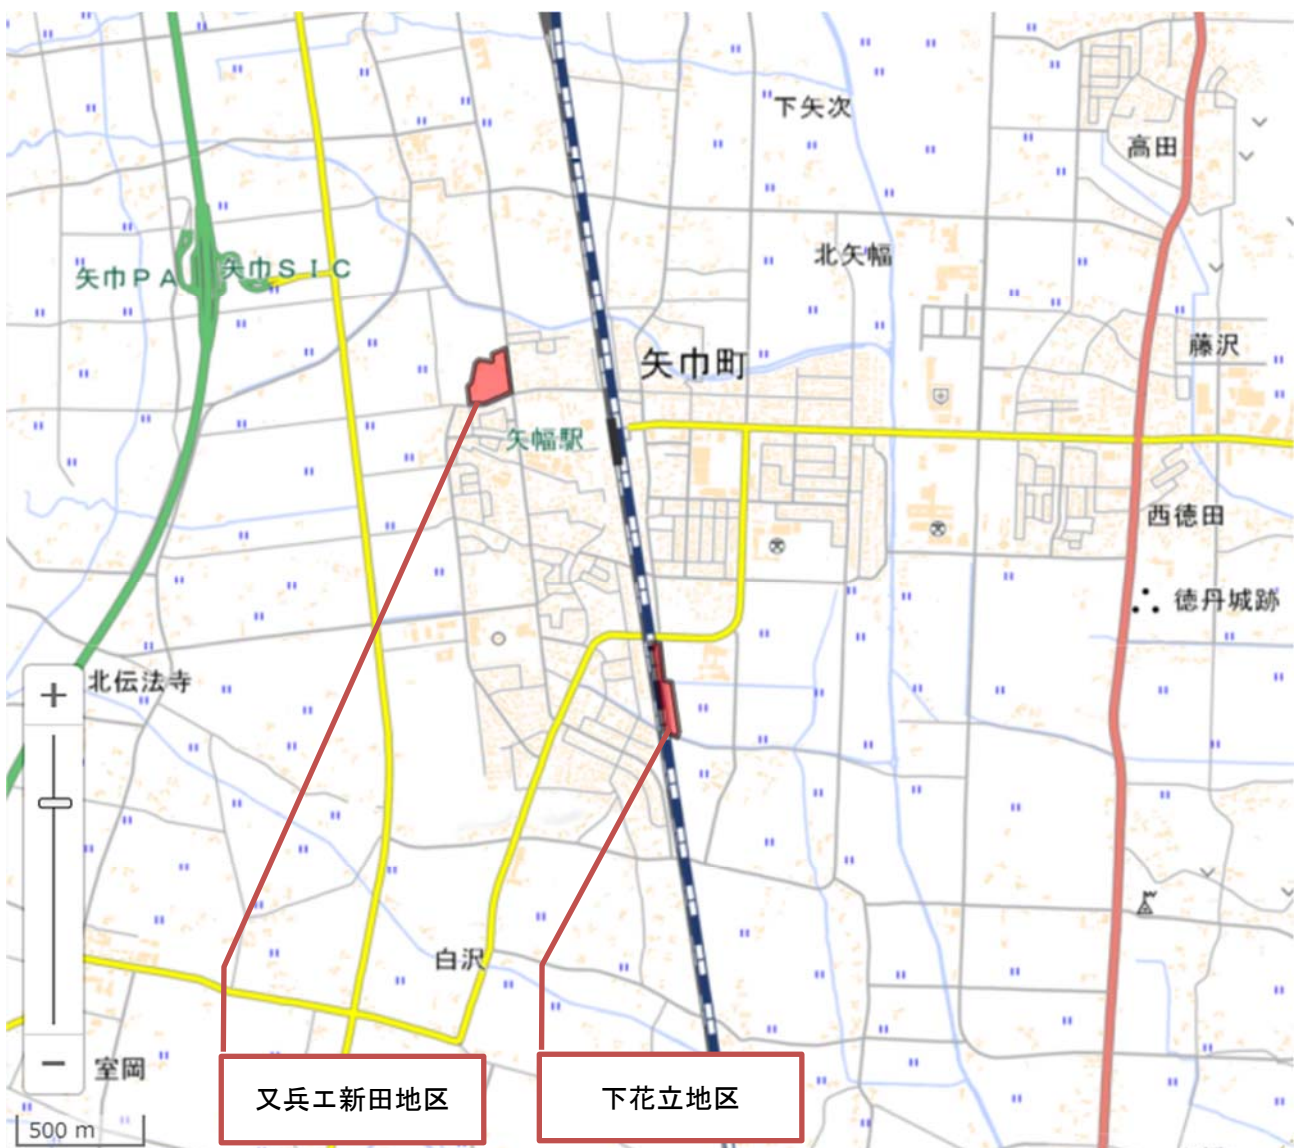 下矢次
高田
北矢幅
矢巾PA
矢巾SIC
藤沢
矢巾町
矢幅駅
西徳田
徳丹城跡
+
北伝法寺
白沢
−
室岡
又兵エ新田地区
下花立地区
500 m